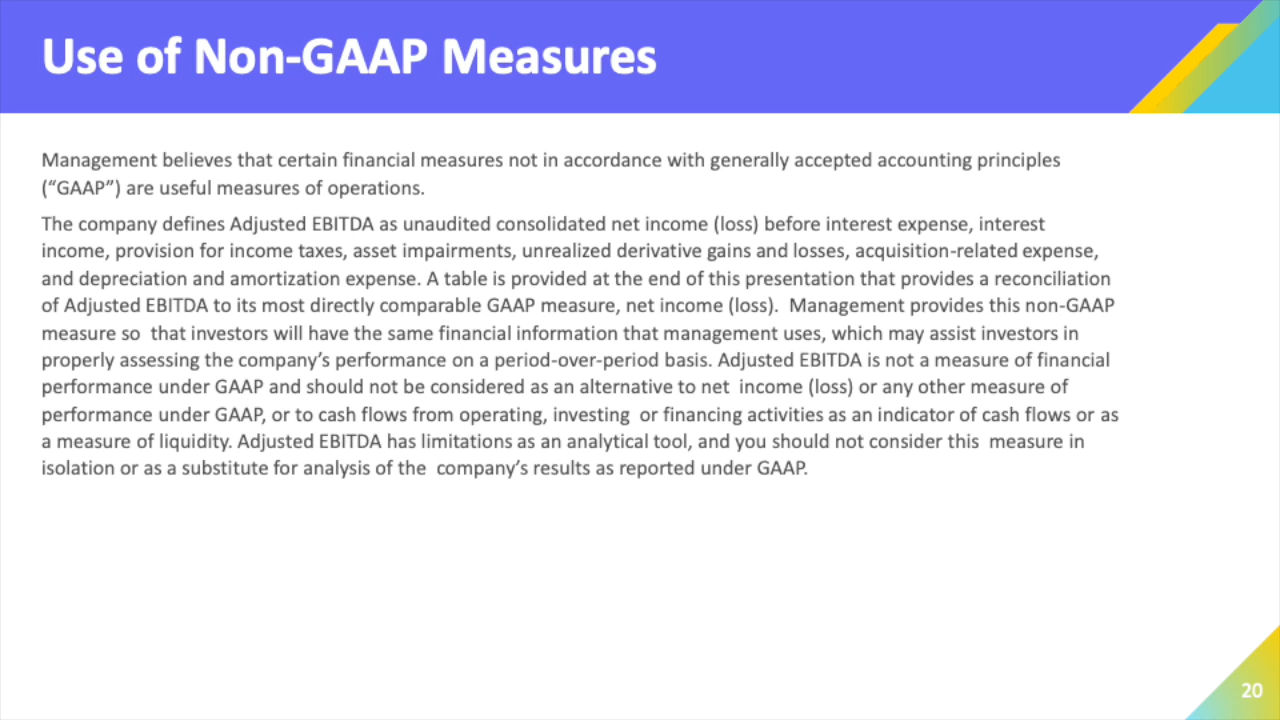 Use of Non-GAAP Measures
Management believes that certain financial measures not in accordance with generally accepted accounting principles
(“GAAP”) are useful measures of operations.
The company defines Adjusted EBITDA as unaudited consolidated net income (loss) before interest expense, interest
income, provision for income taxes, asset impairments, unrealized derivative gains and losses, acquisition-related expense,
and depreciation and amortization expense. A table is provided at the end of this presentation that provides a reconciliation
of Adjusted EBITDA to its most directly comparable GAAP measure, net income (loss).  Management provides this non-GAAP
measure so  that investors will have the same financial information that management uses, which may assist investors in
properly assessing the company’s performance on a period-over-period basis. Adjusted EBITDA is not a measure of financial
performance under GAAP and should not be considered as an alternative to net  income (loss) or any other measure of
performance under GAAP, or to cash flows from operating, investing  or financing activities as an indicator of cash flows or as
a measure of liquidity. Adjusted EBITDA has limitations as an analytical tool, and you should not consider this  measure in
isolation or as a substitute for analysis of the  company’s results as reported under GAAP.
20